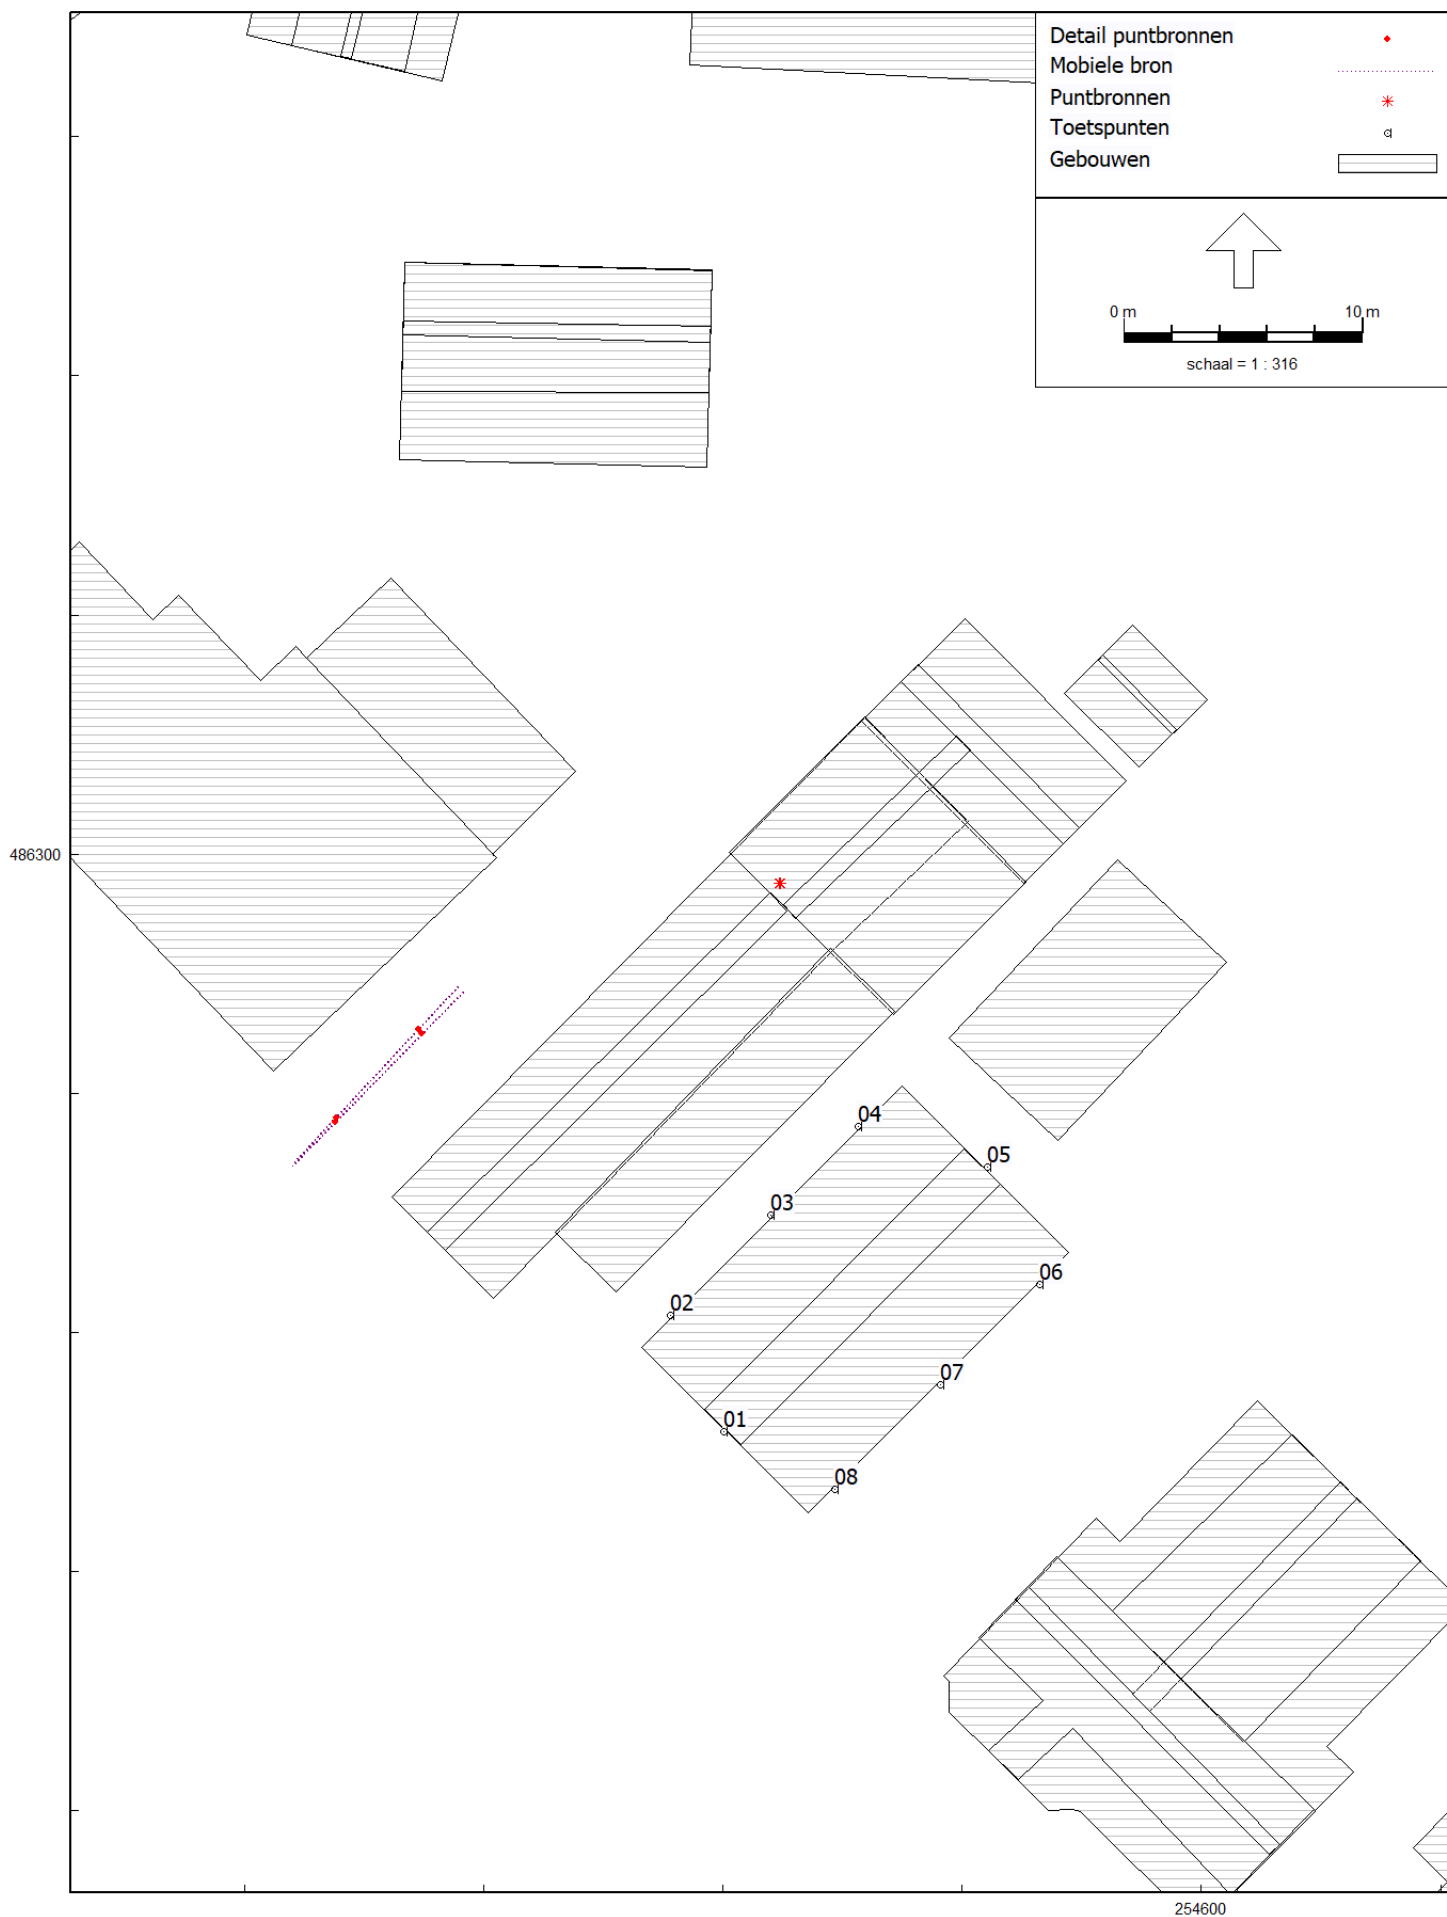 Detail puntbronnen
Mobiele bron
Puntbronnen
Toetspunten
Gebouwen
0 m 10 m
schaal = 1 : 316
486300
04
05
03
06
02
07
01
08
254600